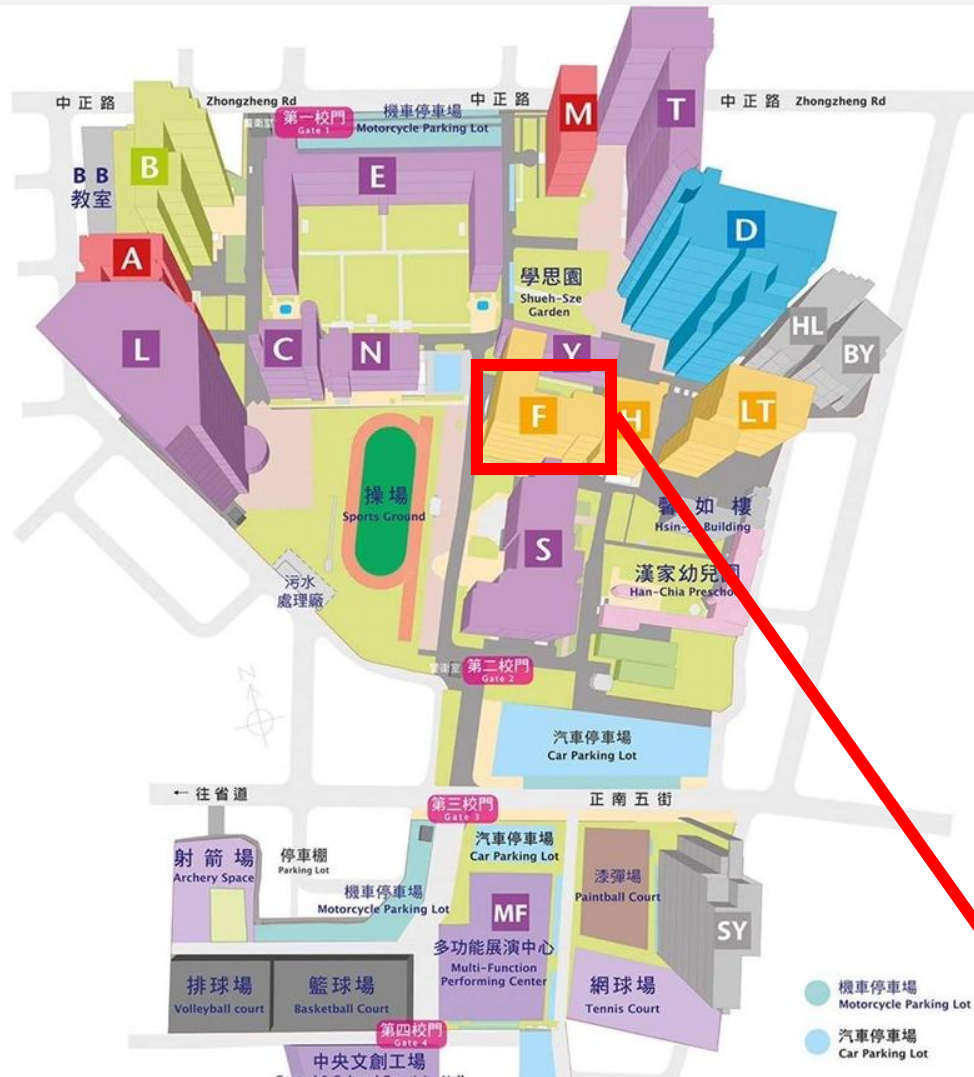 中正路 Zhongzheng Rd
中正路
中正路 Zhongzheng Rd
第一校門
Gate 1
機車停車場
Motorcycle Parking Lot
M
T
B B
教室
B
E
A
D
學思園
Shueh-Sze
Garden
L
C
N
Y
HL
BY
F
H
LT
操場
Sports Ground
如樓
Building
S
漢家幼兒園
Han-Chia
污水
處理廠
警衛室
第二校門
Gate 2
N
汽車停車場
Car Parking Lot
←往省道
正南五街
第三校門
Gate 3
射箭場
Archery Space
停車棚
Parking Lot
汽車停車場
Car Parking Lot
漆彈場
Paintball Court
機車停車場
Motorcycle Parking Lot
MF
SY
多功能展演中心
Multi-Function
Performing Center
排球場
Volleyball court
籃球場
Basketball Court
網球場
Tennis Court
機車停車場
Motorcycle Parking Lot
第四校門
Gate 4
汽車停車場
Car Parking Lot
中央文創工場